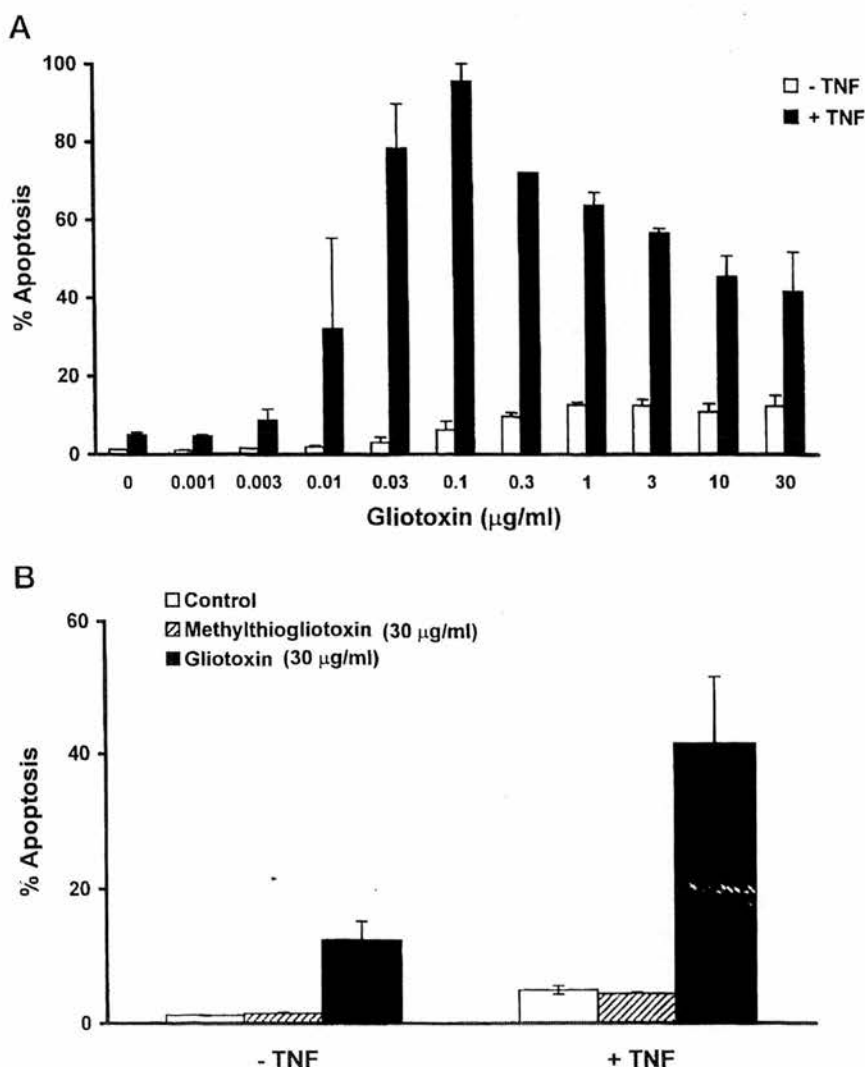 A
100
80
60
40
20
0
% Apoptosis
- TNF
+ TNF
0 0.001 0.003 0.01 0.03 0.1 0.3 1 3 10 30
Gliotoxin (μg/ml)
B
Control
Methylthiogliotoxin (30 μg/ml)
Gliotoxin (30 μg/ml)
60
40
20
0
% Apoptosis
- TNF + TNF